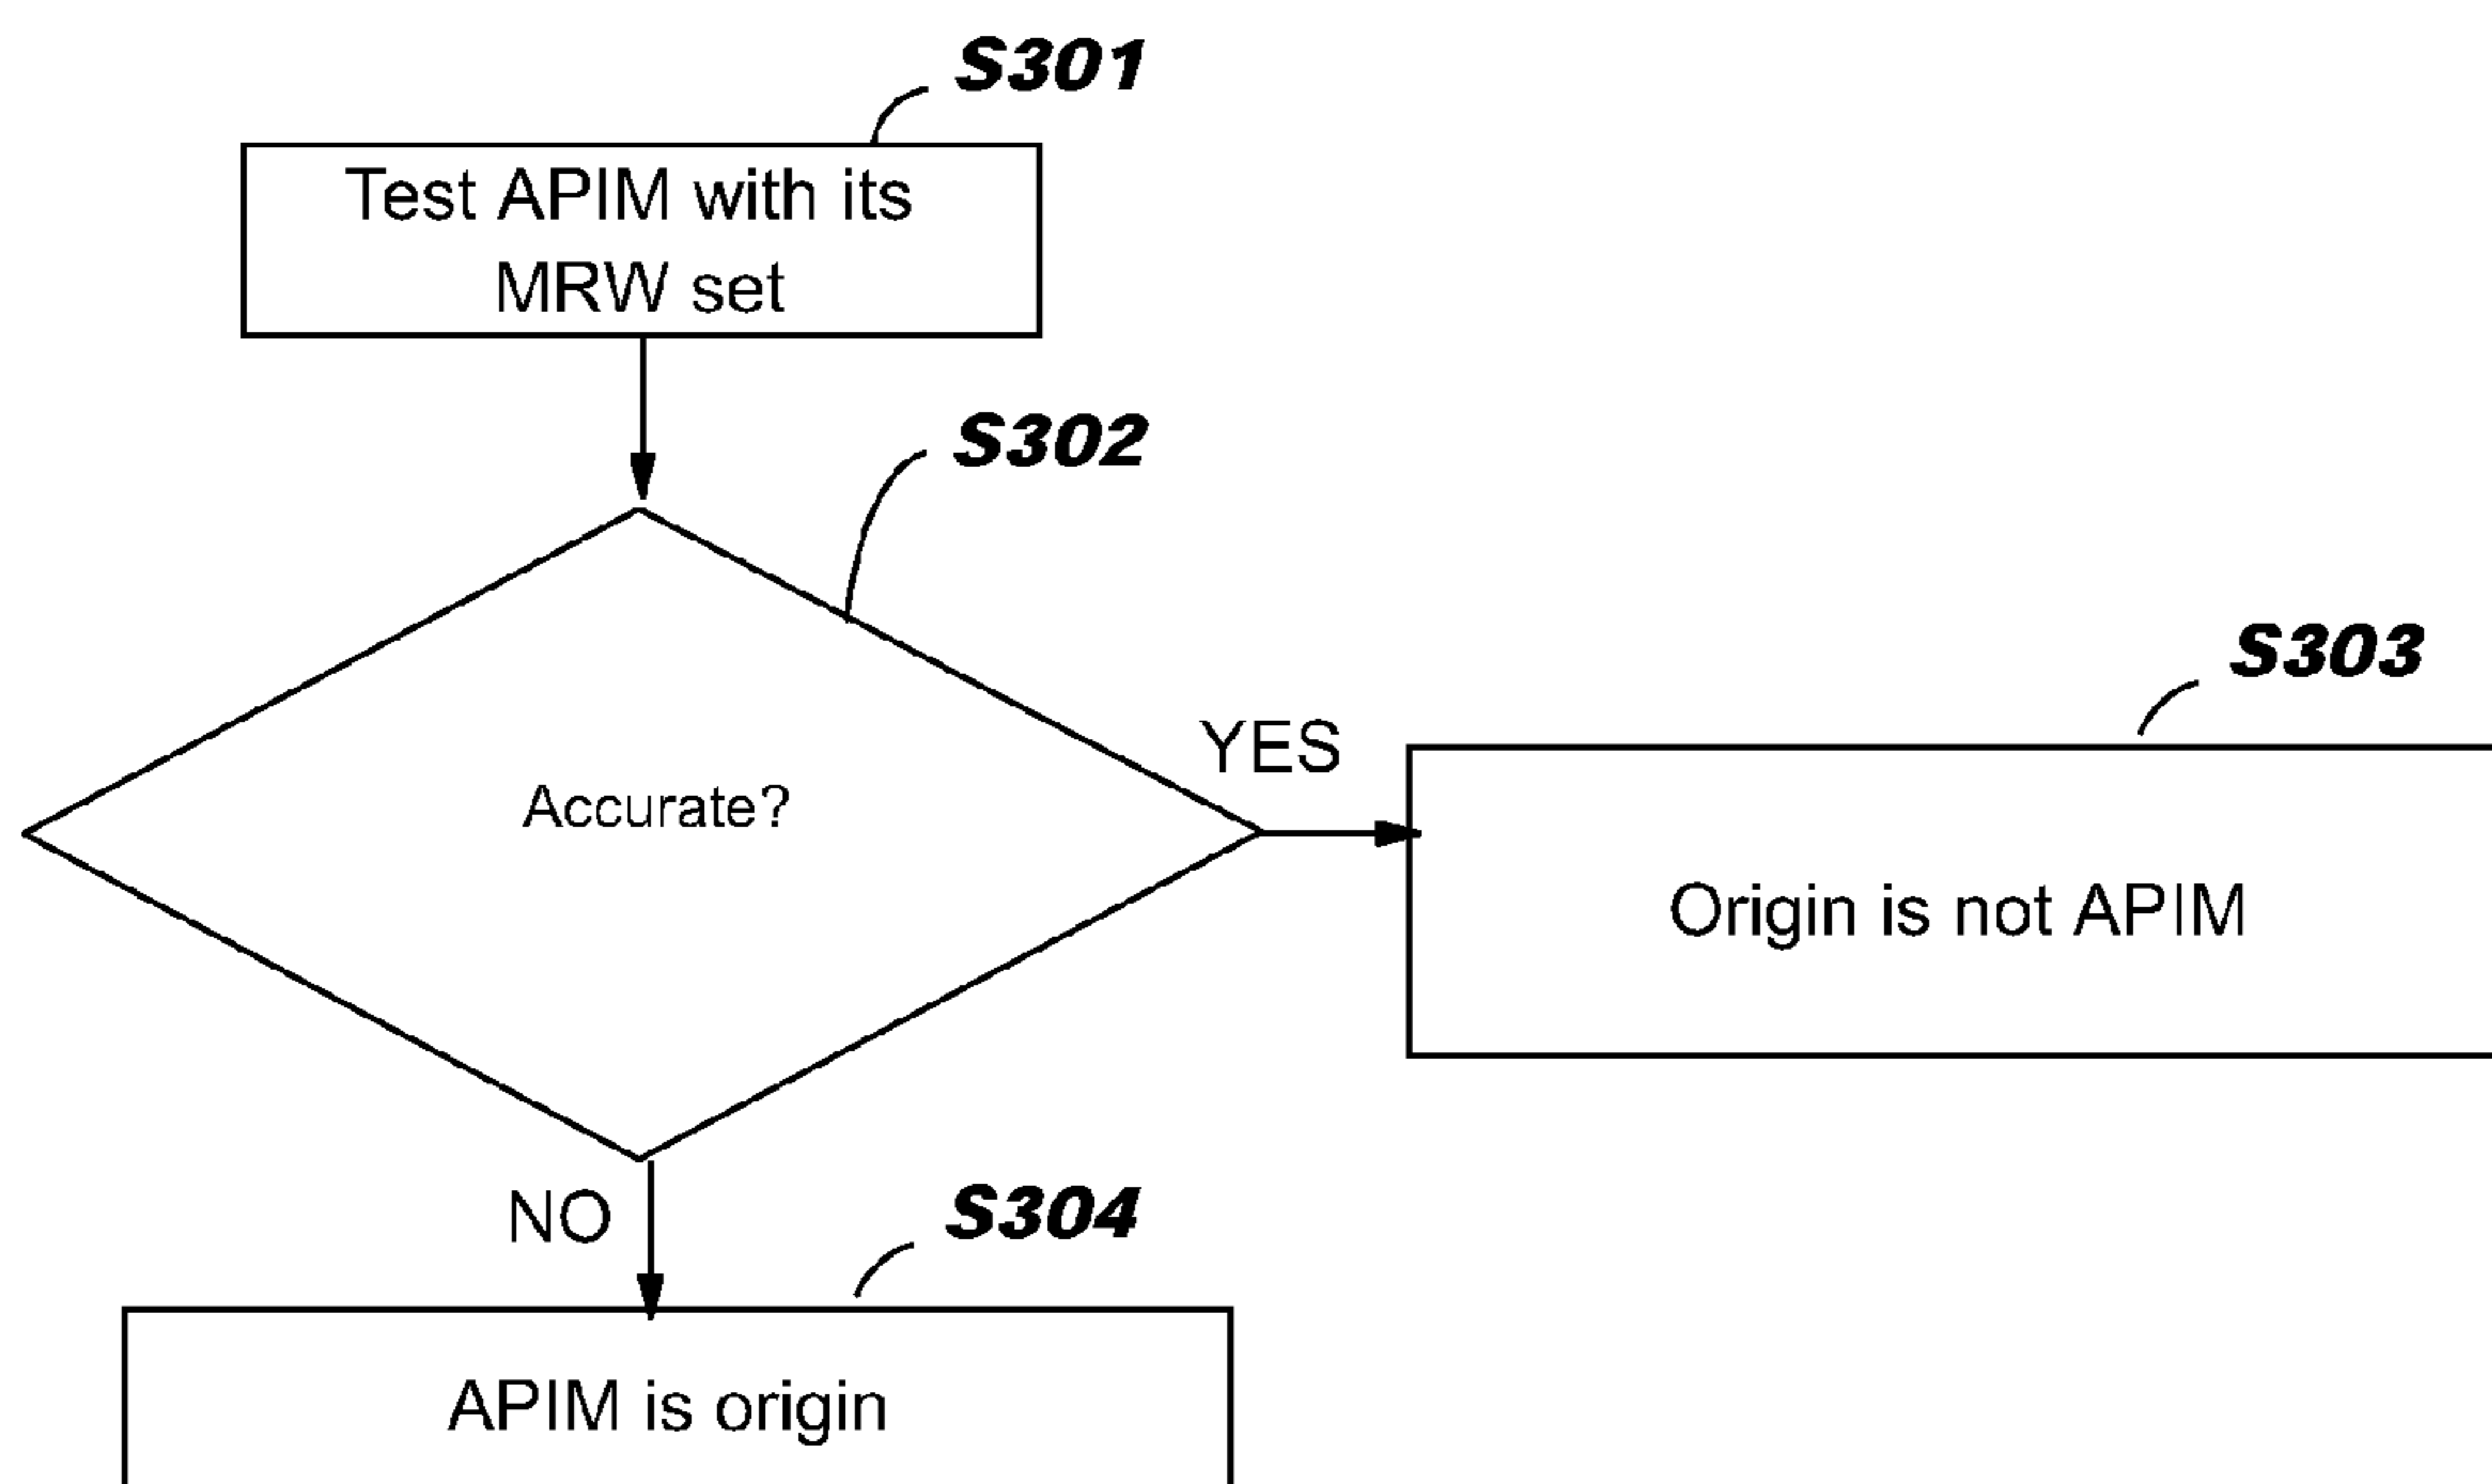 S301
Test APIM with its
MRW set
S302
Accurate?
YES
S303
Origin is not APIM
NO
S304
APIM is origin